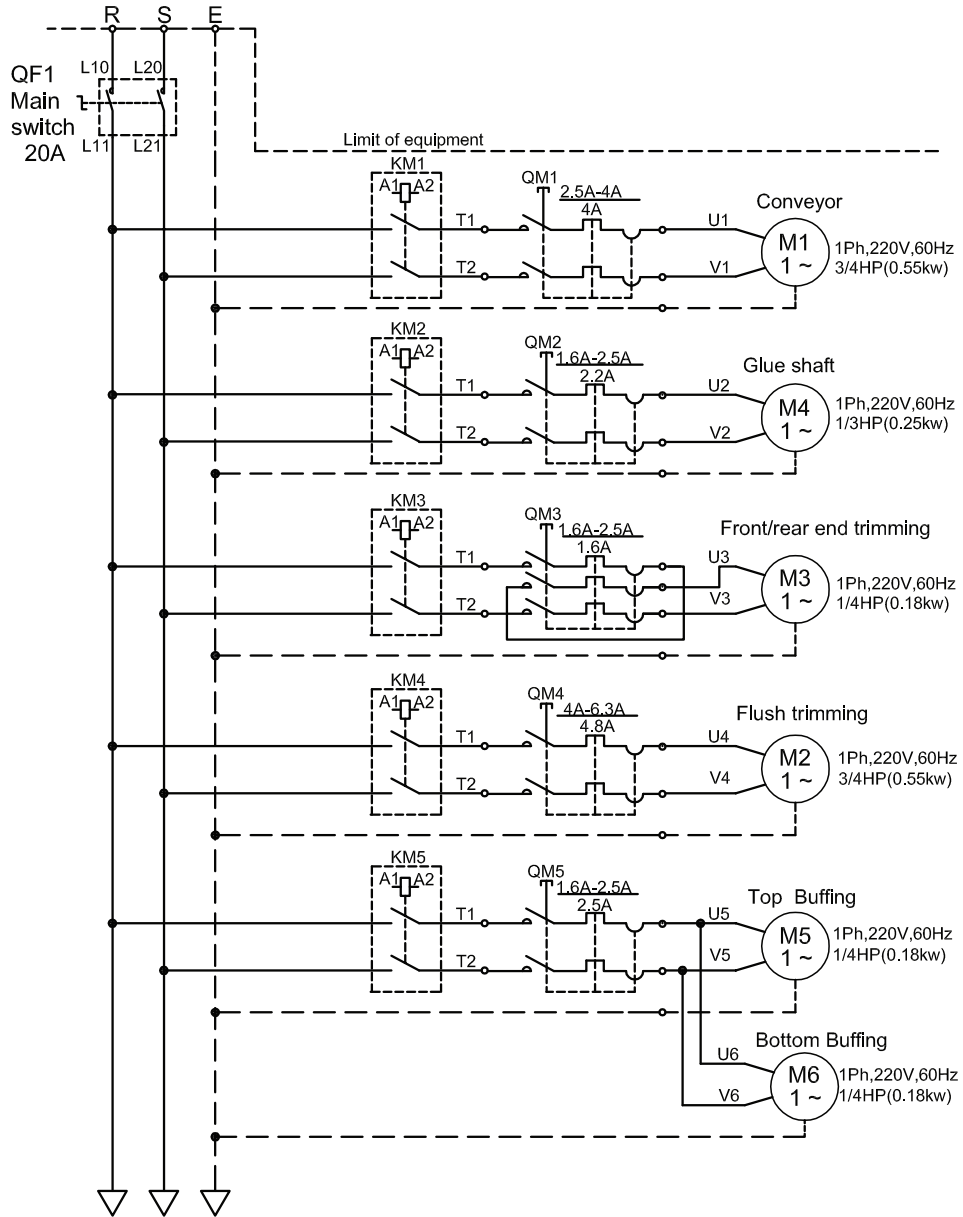 R S E
L10 L20
QF1
Main
switch
20A
L11 L21
Limit of equipment
KM1
A1 A2
QM1
2.5A-4A
4A
T1
T2
U1
V1
Conveyor
M1
1 ~
1Ph,220V,60Hz
3/4HP(0.55kw)
KM2
A1 A2
QM2
1.6A-2.5A
2.2A
T1
T2
U2
V2
Glue shaft
M4
1 ~
1Ph,220V,60Hz
1/3HP(0.25kw)
KM3
A1 A2
QM3
1.6A-2.5A
1.6A
T1
T2
U3
V3
Front/rear end trimming
M3
1 ~
1Ph,220V,60Hz
1/4HP(0.18kw)
KM4
A1 A2
QM4
4A-6.3A
4.8A
T1
T2
U4
V4
Flush trimming
M2
1 ~
1Ph,220V,60Hz
3/4HP(0.55kw)
KM5
A1 A2
QM5
1.6A-2.5A
2.5A
T1
T2
U5
V5
Top Buffing
M5
1 ~
1Ph,220V,60Hz
1/4HP(0.18kw)
Bottom Buffing
U6
V6
M6
1 ~
1Ph,220V,60Hz
1/4HP(0.18kw)